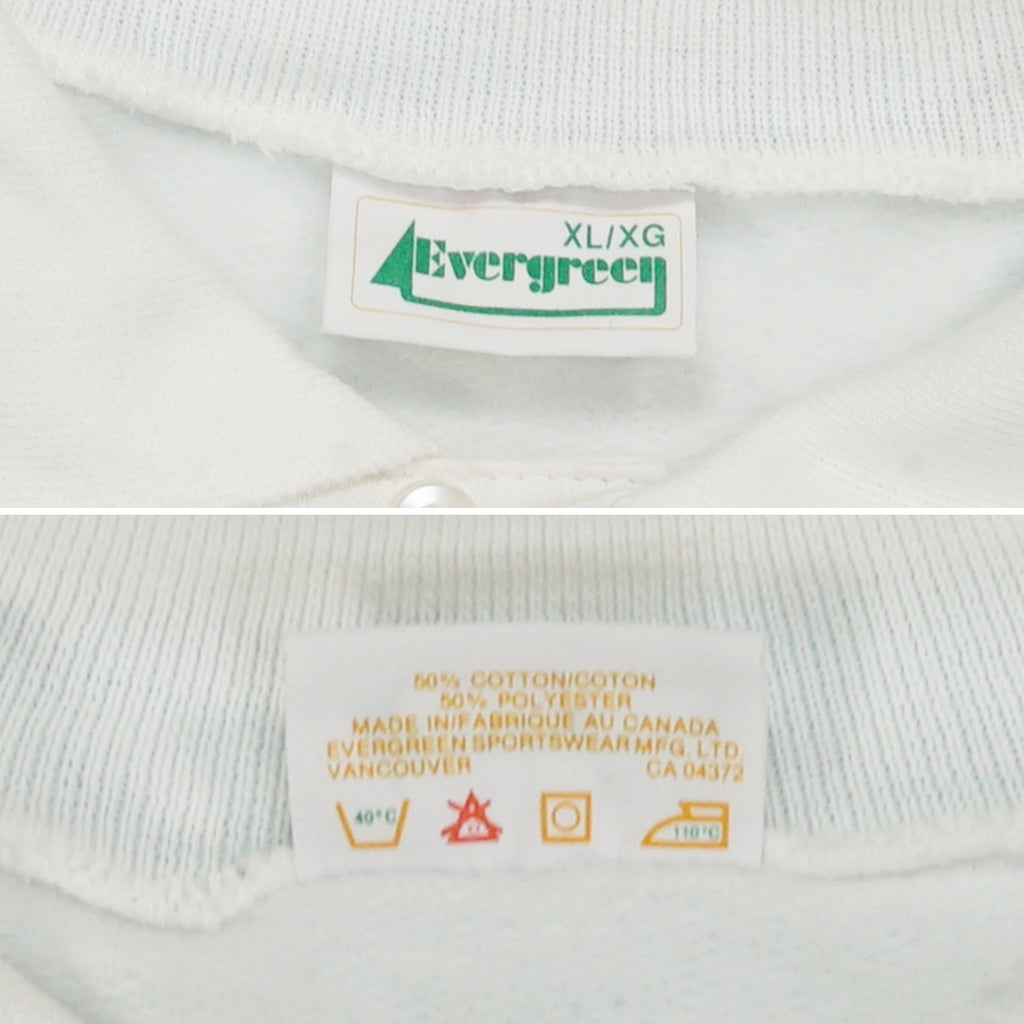 XL/XG
Evergreen
50% COTTON/COTON
50% POLYESTER
MADE IN/FABRIQUE AU CANADA
EVERGREEN SPORTSWEAR MFG. LTD.
VANCOUVER CA 04372
40°C
110°C